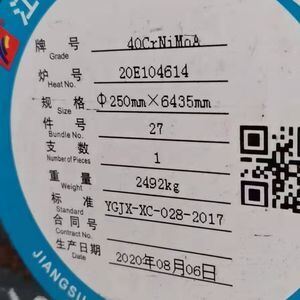 江
牌 号 40CrNiMoA
Grade
炉 号 20E104614
Heat No.
规 格 Φ250mm×6435mm
Size
件 号 27
Bundle No.
支 数 1
Number of Pieces
重 量 2492kg
Weight
标 准 YGJX-XC-028-2017
Standard
合 同 号
Contract No.
生产日期 2020年08月06日
JIANGSU